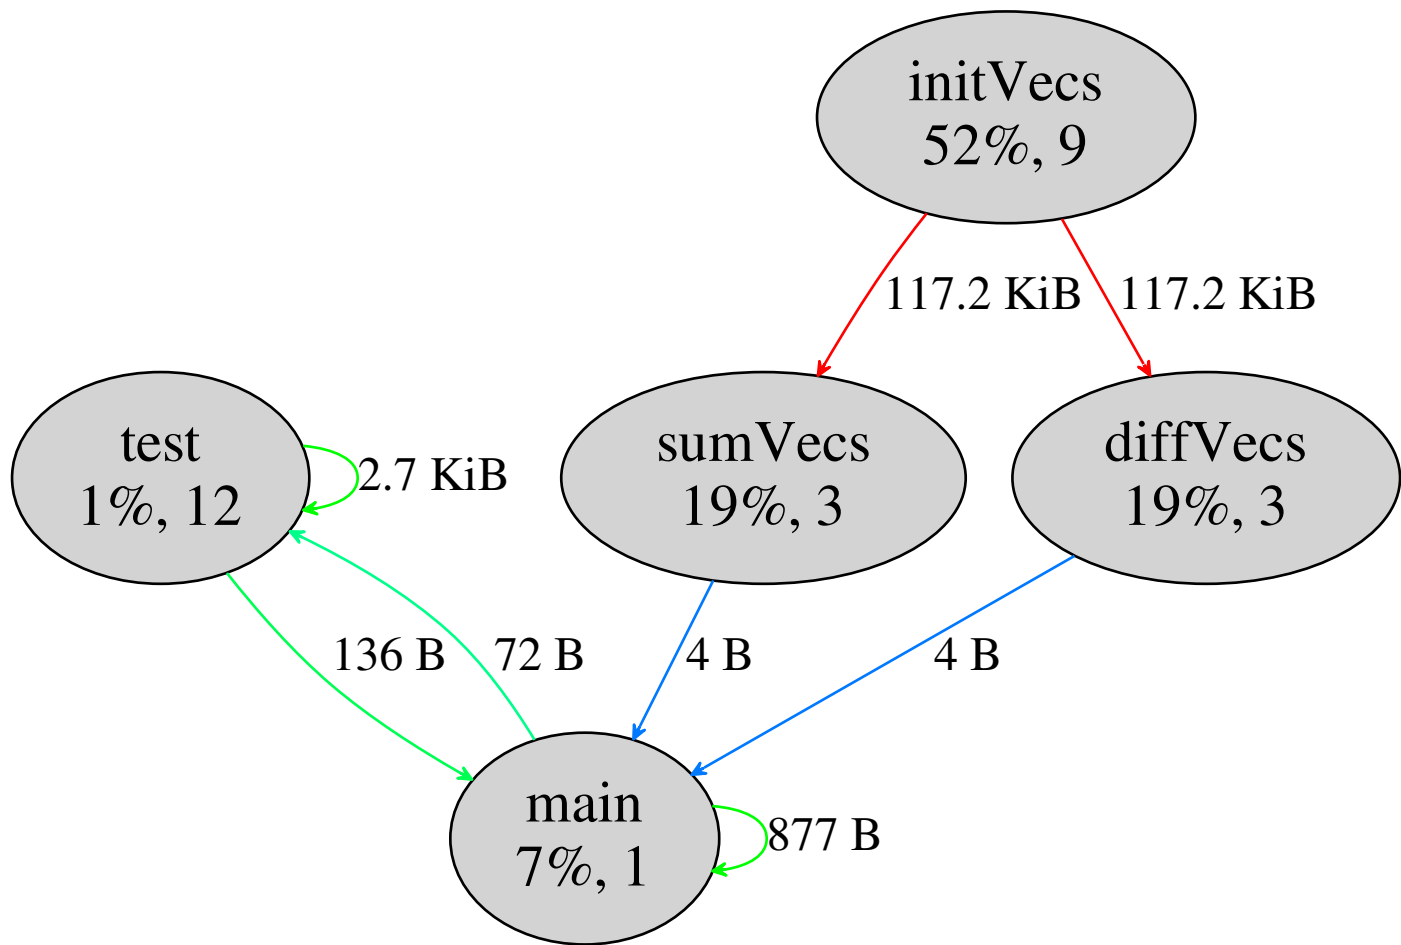 initVecs
52%, 9
117.2 KiB
117.2 KiB
test
1%, 12
2.7 KiB
sumVecs
19%, 3
diffVecs
19%, 3
136 B
72 B
4 B
4 B
main
7%, 1
877 B